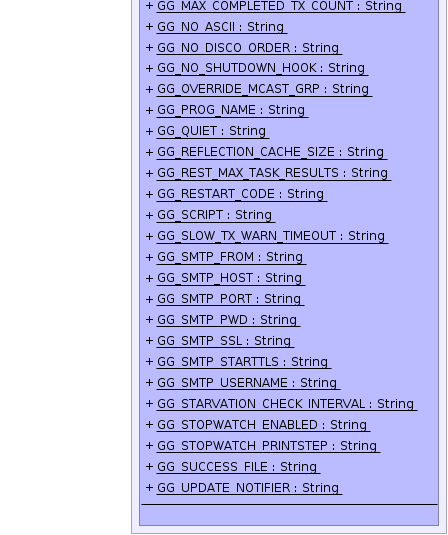 + GG_MAX_COMPLETED_TX_COUNT : String
+ GG_NO_ASCII : String
+ GG_NO_DISCO_ORDER : String
+ GG_NO_SHUTDOWN_HOOK : String
+ GG_OVERRIDE_MCAST_GRP : String
+ GG_PROG_NAME : String
+ GG_QUIET : String
+ GG_REFLECTION_CACHE_SIZE : String
+ GG_REST_MAX_TASK_RESULTS : String
+ GG_RESTART_CODE : String
+ GG_SCRIPT : String
+ GG_SLOW_TX_WARN_TIMEOUT : String
+ GG_SMTP_FROM : String
+ GG_SMTP_HOST : String
+ GG_SMTP_PORT : String
+ GG_SMTP_PWD : String
+ GG_SMTP_SSL : String
+ GG_SMTP_STARTTLS : String
+ GG_SMTP_USERNAME : String
+ GG_STARVATION_CHECK_INTERVAL : String
+ GG_STOPWATCH_ENABLED : String
+ GG_STOPWATCH_PRINTSTEP : String
+ GG_SUCCESS_FILE : String
+ GG_UPDATE_NOTIFIER : String